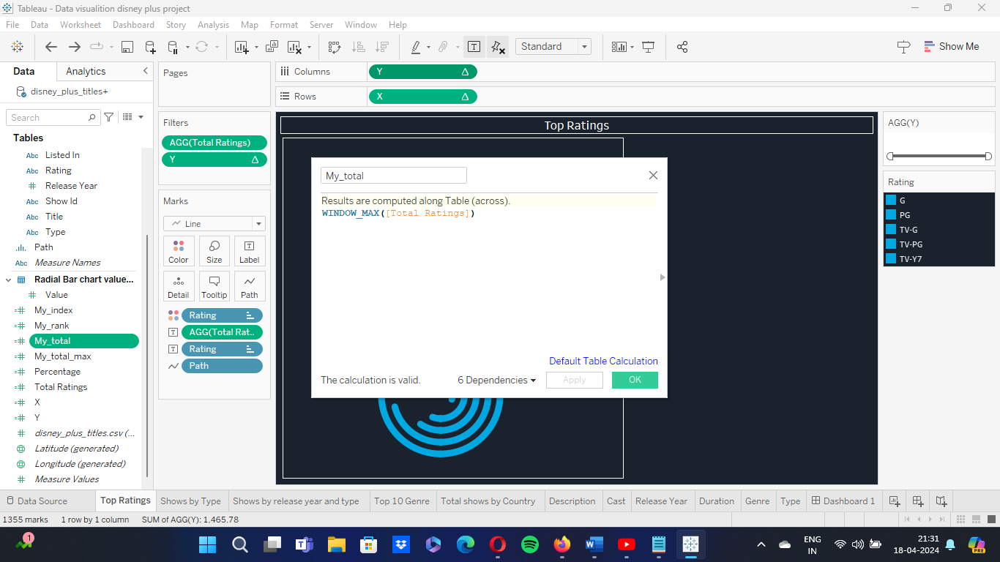 Tableau - Data visualition disney plus project
File Data Worksheet Dashboard Story Analysis Map Format Server Window Help
Standard
Show Me
Data Analytics
disney_plus_titles+
Search
Tables
Abc Listed In
Abc Rating
# Release Year
Abc Show Id
Abc Title
Abc Type
Path
Abc Measure Names
Radial Bar chart value...
# Value
=# My_index
=# My_rank
=# My_total
=# My_total_max
=# Percentage
=# Total Ratings
=# X
=# Y
# disney_plus_titles.csv (...
Latitude (generated)
Longitude (generated)
# Measure Values
Pages
Filters
AGG(Total Ratings)
Y Δ
Marks
Line
Color Size Label
Detail Tooltip Path
Rating
AGG(Total Rat..
Rating
Path
Columns Y Δ
Rows X Δ
Top Ratings
My_total
Results are computed along Table (across).
WINDOW_MAX([Total Ratings])
Default Table Calculation
The calculation is valid. 6 Dependencies Apply OK
AGG(Y)
Rating
G
PG
TV-G
TV-PG
TV-Y7
Data Source Top Ratings Shows by Type Shows by release year and type Top 10 Genre Total shows by Country Description Cast Release Year Duration Genre Type Dashboard 1
1355 marks 1 row by 1 column SUM of AGG(Y): 1,465.78
1
ENG
IN
21:31
18-04-2024
PRE